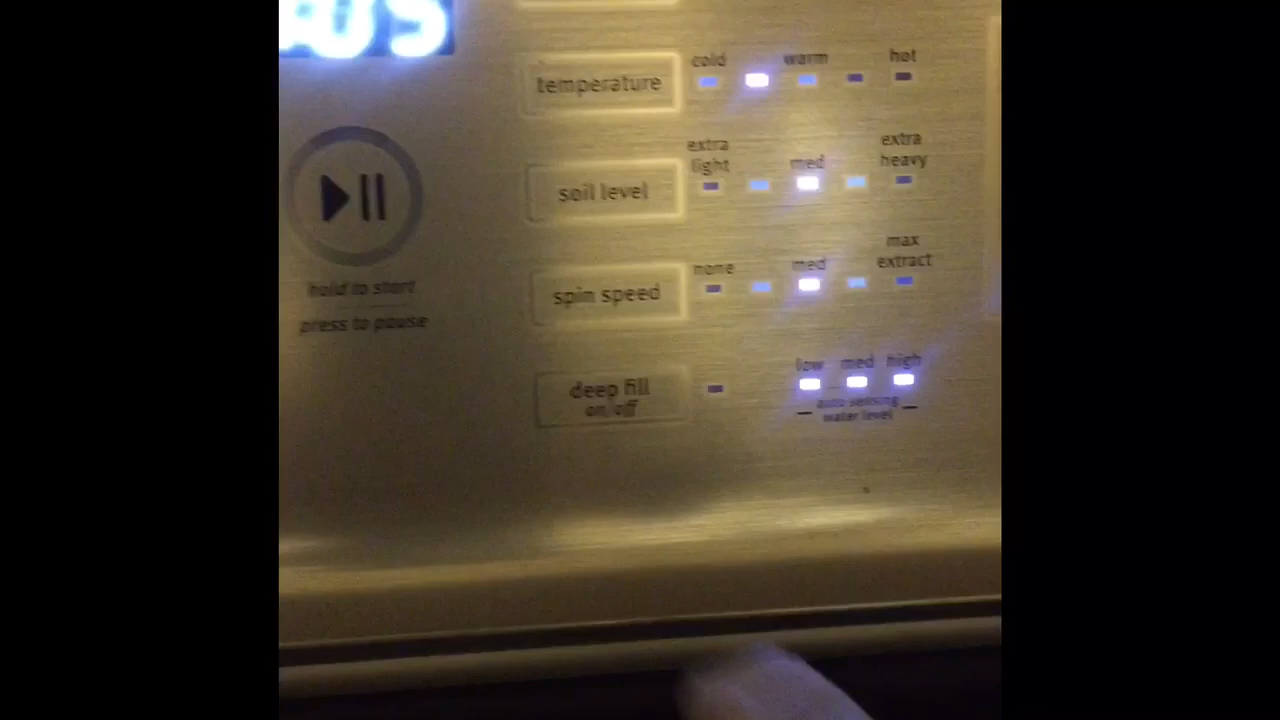 temperature
cold warm hot
extra light med extra heavy
soil level
none med max extract
spin speed
low med high
deep fill
on/off
auto sensing
water level
hold to start
press to pause